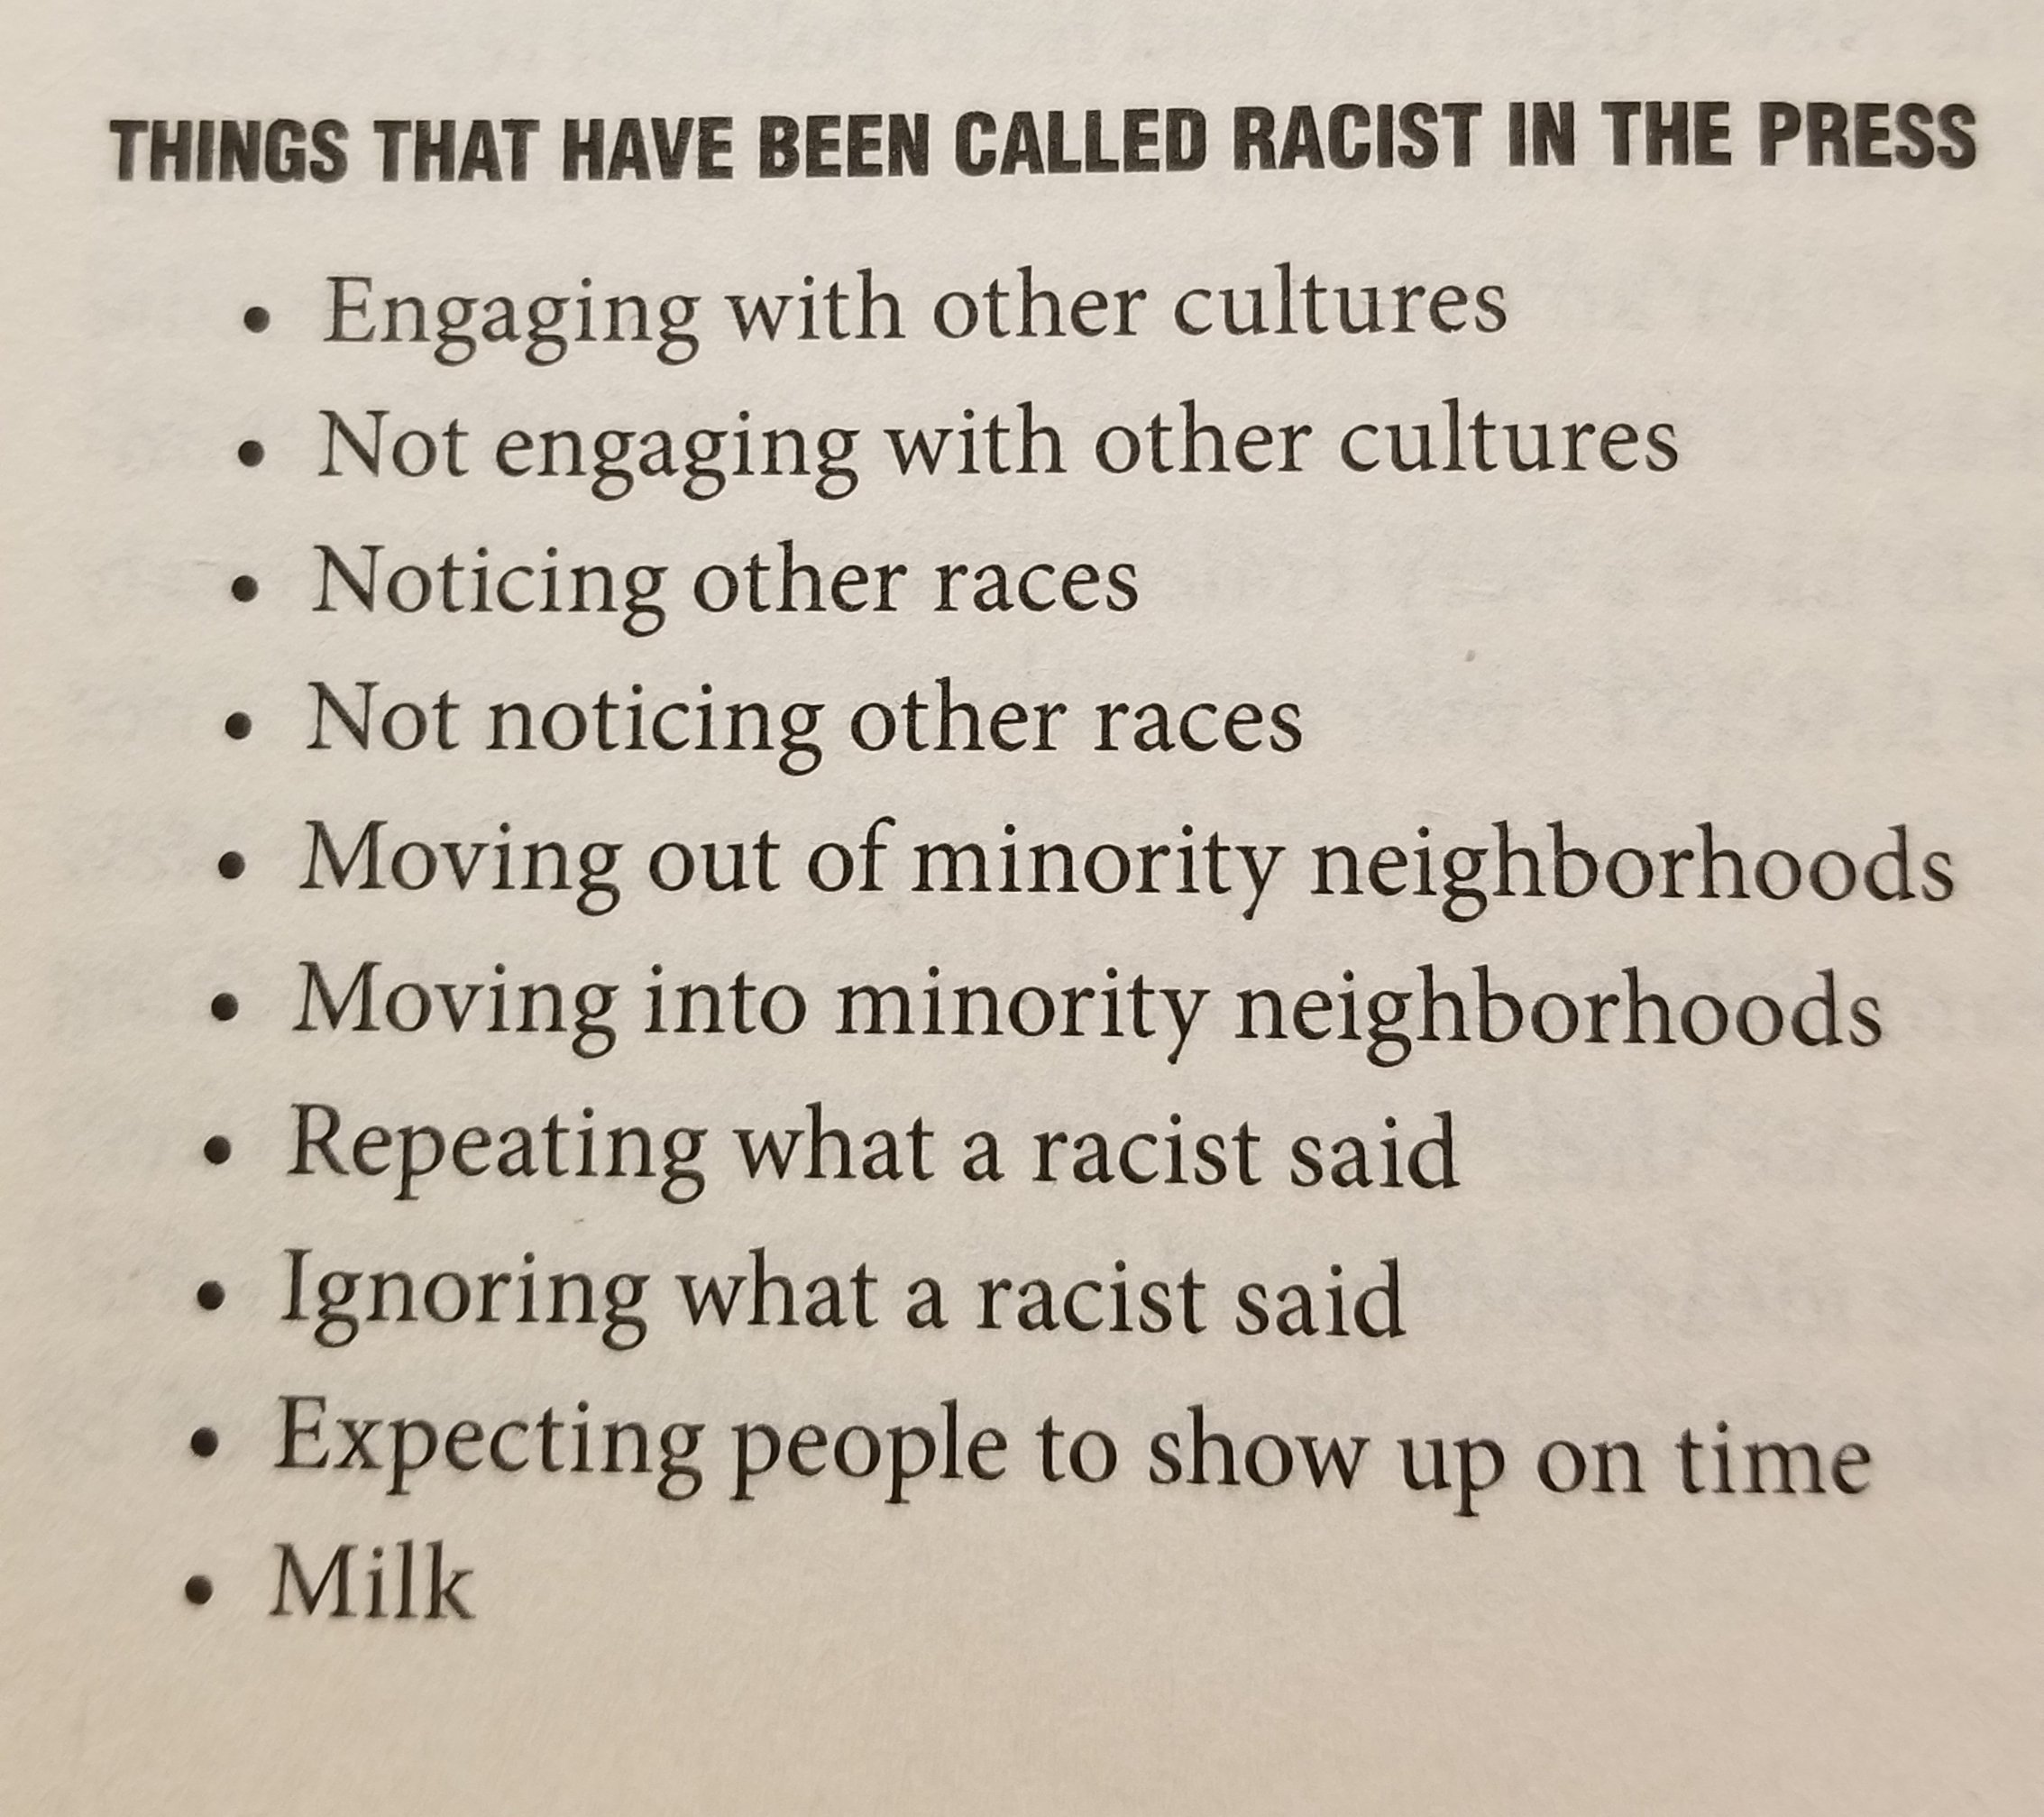 THINGS THAT HAVE BEEN CALLED RACIST IN THE PRESS
• Engaging with other cultures
• Not engaging with other cultures
• Noticing other races
• Not noticing other races
• Moving out of minority neighborhoods
• Moving into minority neighborhoods
• Repeating what a racist said
• Ignoring what a racist said
• Expecting people to show up on time
• Milk